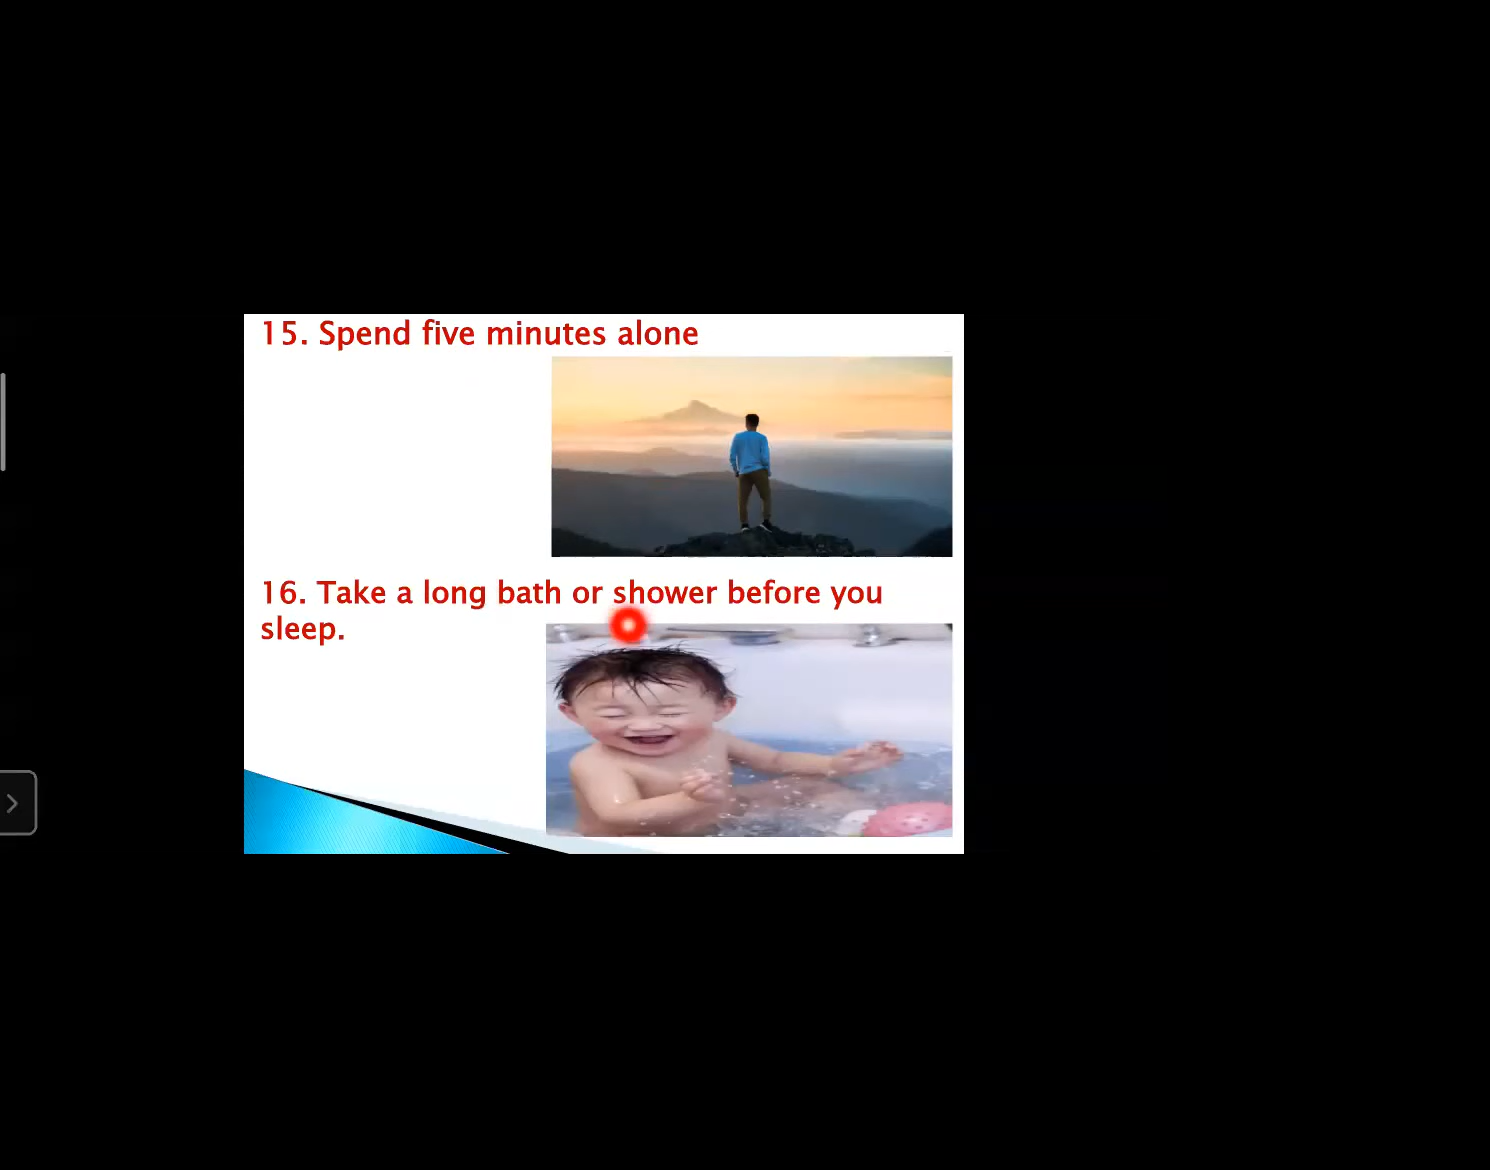 15. Spend five minutes alone
16. Take a long bath or shower before you
sleep.